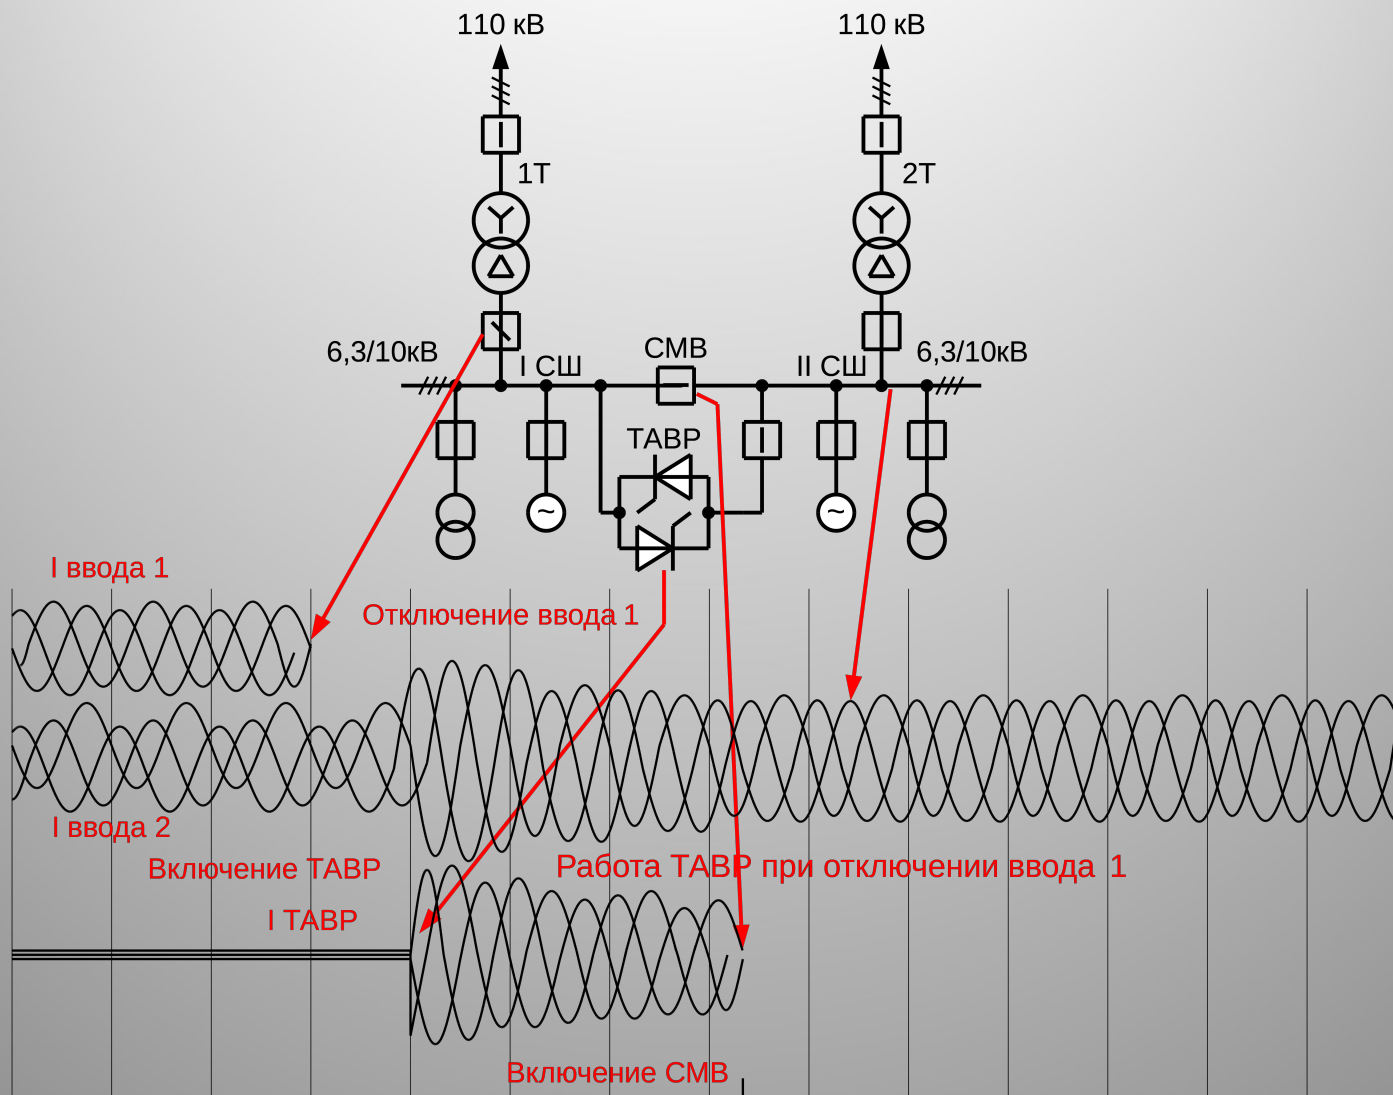 110 кВ
110 кВ
1Т
2Т
6,3/10кВ
I СШ
СМВ
II СШ
6,3/10кВ
ТАВР
~
~
I ввода 1
Отключение ввода 1
I ввода 2
Включение ТАВР
Работа ТАВР при отключении ввода 1
I ТАВР
Включение СМВ